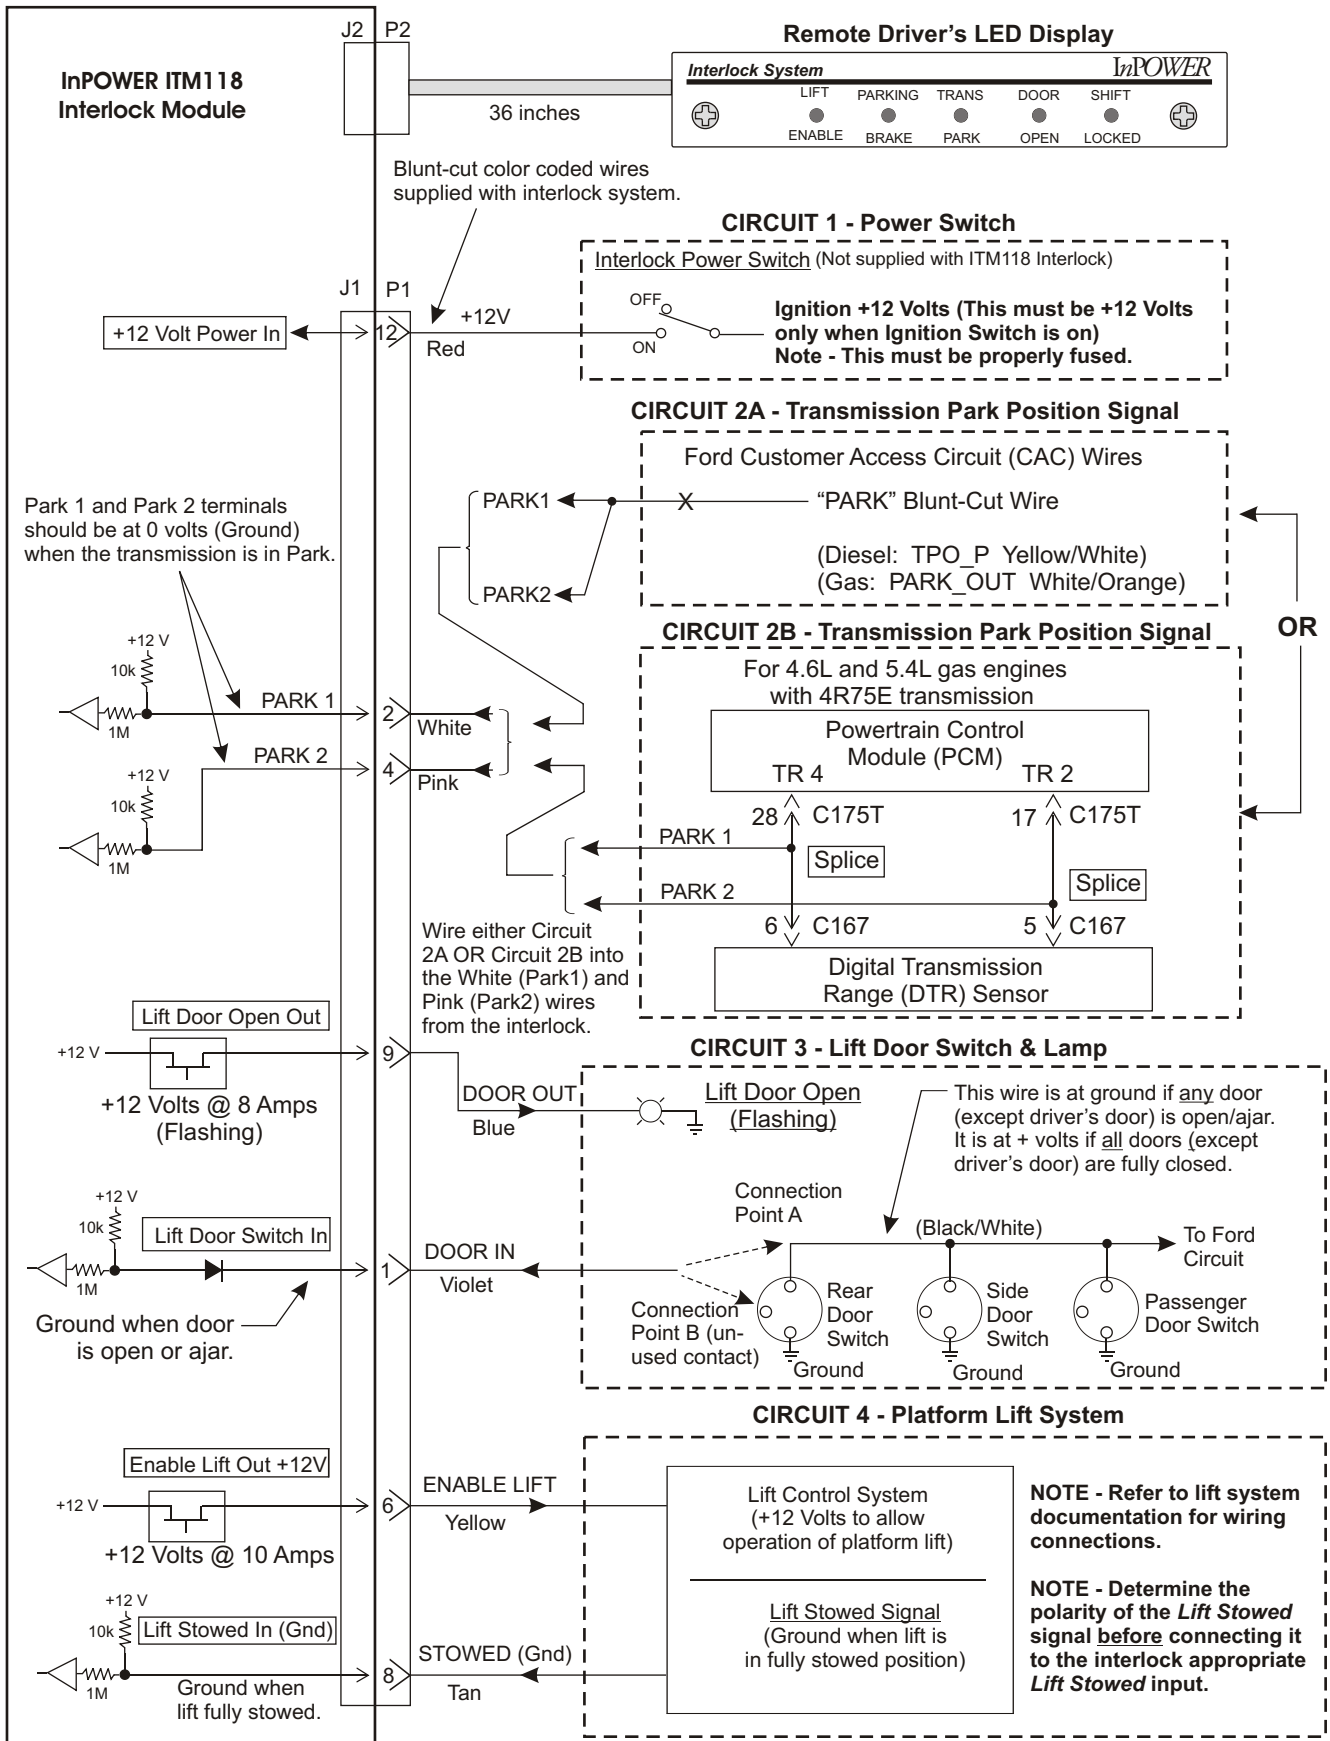 J2 P2
Remote Driver's LED Display
InPOWER ITM118
Interlock Module
36 inches
Interlock System
InPOWER
LIFT PARKING TRANS DOOR SHIFT
ENABLE BRAKE PARK OPEN LOCKED
Blunt-cut color coded wires
supplied with interlock system.
CIRCUIT 1 - Power Switch
Interlock Power Switch (Not supplied with ITM118 Interlock)
J1 P1
+12 Volt Power In
12
+12V
Red
OFF
ON
Ignition +12 Volts (This must be +12 Volts
only when Ignition Switch is on)
Note - This must be properly fused.
CIRCUIT 2A - Transmission Park Position Signal
Ford Customer Access Circuit (CAC) Wires
PARK1
X
"PARK" Blunt-Cut Wire
(Diesel: TPO_P Yellow/White)
(Gas: PARK_OUT White/Orange)
PARK2
Park 1 and Park 2 terminals
should be at 0 volts (Ground)
when the transmission is in Park.
OR
CIRCUIT 2B - Transmission Park Position Signal
For 4.6L and 5.4L gas engines
with 4R75E transmission
Powertrain Control
Module (PCM)
TR 4 TR 2
28 C175T
17 C175T
+12 V
10k
1M
PARK 1
2
White
PARK 2
4
Pink
+12 V
10k
1M
PARK 1
Splice
PARK 2
Splice
6 C167
5 C167
Digital Transmission
Range (DTR) Sensor
Wire either Circuit
2A OR Circuit 2B into
the White (Park1) and
Pink (Park2) wires
from the interlock.
Lift Door Open Out
+12 V
+12 Volts @ 8 Amps
(Flashing)
9
CIRCUIT 3 - Lift Door Switch & Lamp
DOOR OUT
Blue
Lift Door Open
(Flashing)
This wire is at ground if any door
(except driver's door) is open/ajar.
It is at + volts if all doors (except
driver's door) are fully closed.
+12 V
10k
1M
Lift Door Switch In
Ground when door
is open or ajar.
1
DOOR IN
Violet
Connection
Point A
(Black/White)
To Ford
Circuit
Connection
Point B (un-
used contact)
Rear
Door
Switch
Side
Door
Switch
Passenger
Door Switch
Ground
Ground
Ground
CIRCUIT 4 - Platform Lift System
Enable Lift Out +12V
+12 V
+12 Volts @ 10 Amps
6
ENABLE LIFT
Yellow
Lift Control System
(+12 Volts to allow
operation of platform lift)
NOTE - Refer to lift system
documentation for wiring
connections.
+12 V
10k
1M
Lift Stowed In (Gnd)
Ground when
lift fully stowed.
8
STOWED (Gnd)
Tan
Lift Stowed Signal
(Ground when lift is
in fully stowed position)
NOTE - Determine the
polarity of the Lift Stowed
signal before connecting it
to the interlock appropriate
Lift Stowed input.